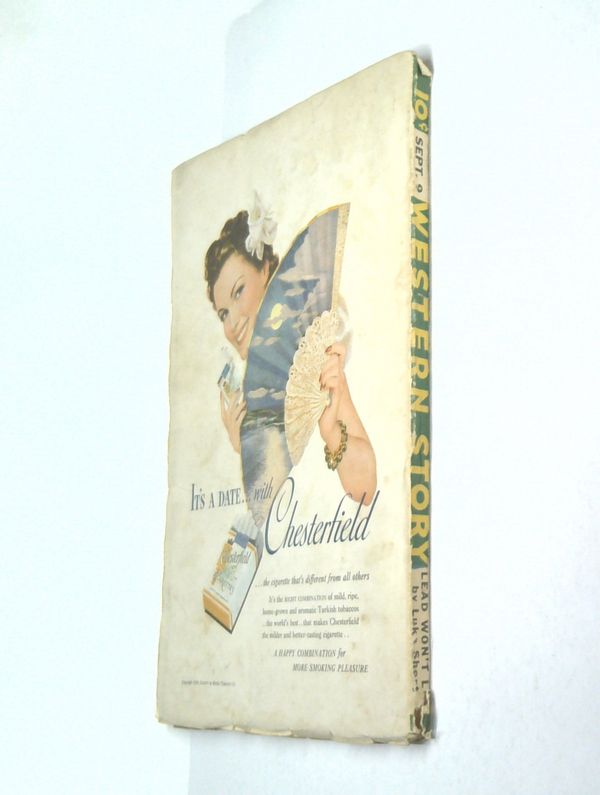 IT'S A DATE... with
Chesterfield
Chesterfield
...the cigarette that's different from all others
It's the RIGHT COMBINATION of mild, ripe,
home-grown and aromatic Turkish tobaccos
...the world's best...that makes Chesterfield
the milder and better-tasting cigarette . .
A HAPPY COMBINATION for
MORE SMOKING PLEASURE
10¢ SEPT. 9 WESTERN STORY LEAD WON'T
by Luke Short